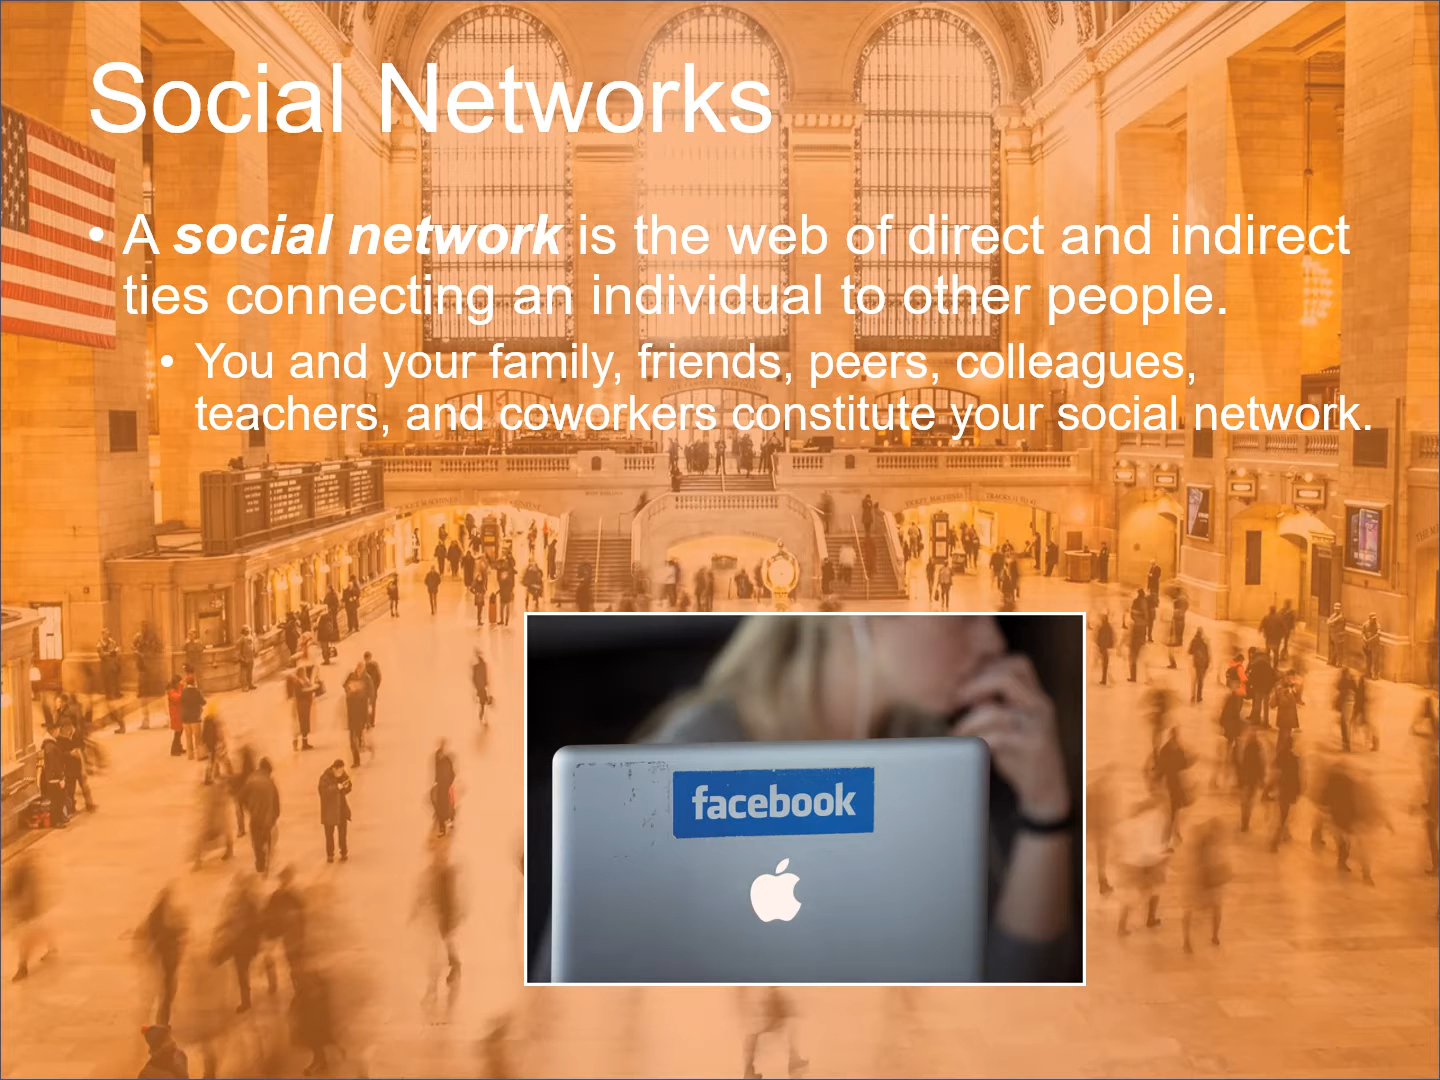 Social Networks
• A social network is the web of direct and indirect
ties connecting an individual to other people.
• You and your family, friends, peers, colleagues,
teachers, and coworkers constitute your social network.
facebook